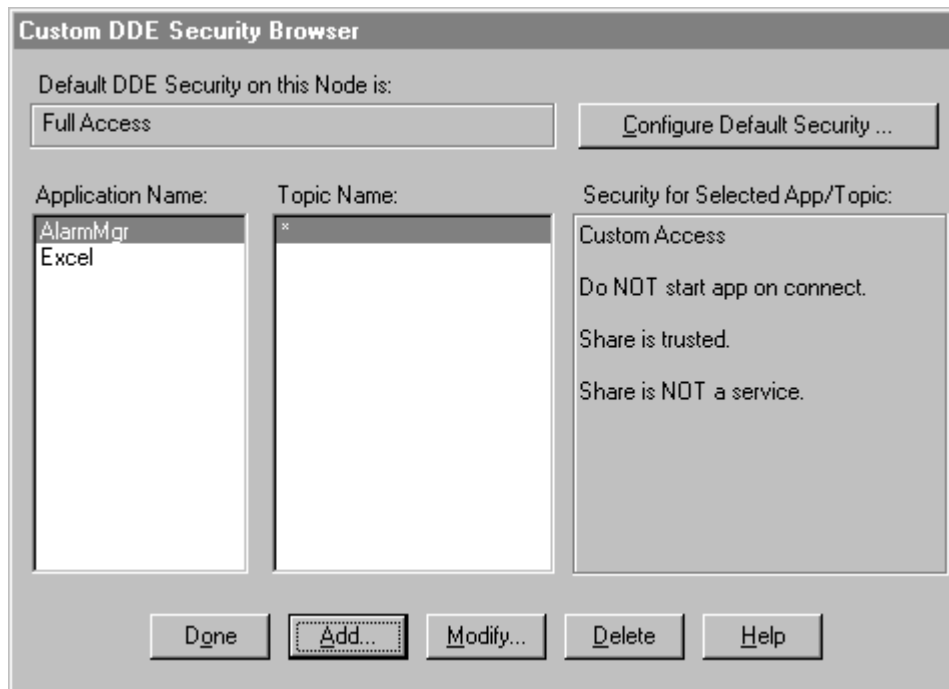 Custom DDE Security Browser
Default DDE Security on this Node is:
Full Access
Configure Default Security ...
Application Name:
Topic Name:
Security for Selected App/Topic:
AlarmMgr
Excel
*
Custom Access
Do NOT start app on connect.
Share is trusted.
Share is NOT a service.
Done
Add...
Modify...
Delete
Help